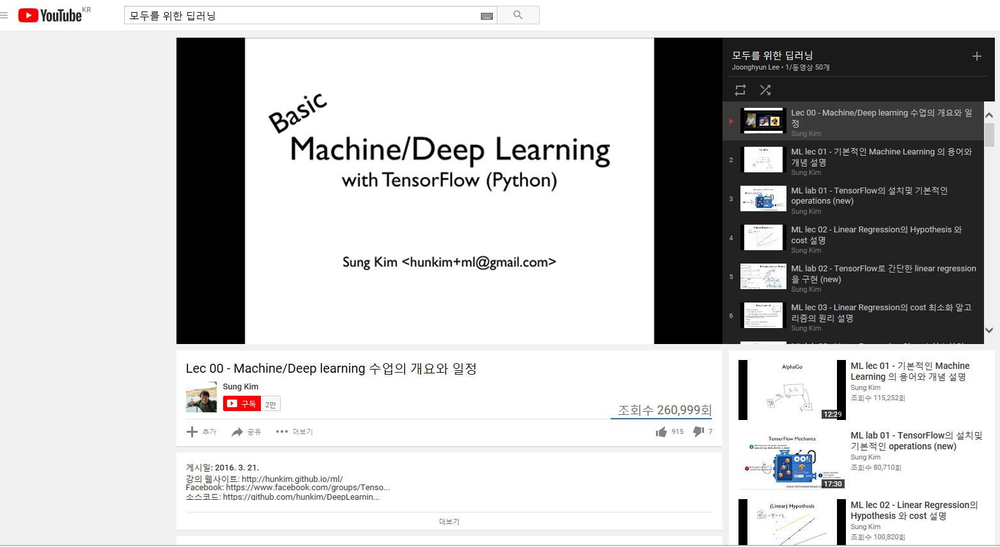 YouTube KR
모두를 위한 딥러닝
Basic
Machine/Deep Learning
with TensorFlow (Python)
Sung Kim <hunkim+ml@gmail.com>
모두를 위한 딥러닝
Joonghyun Lee • 1/동영상 50개
Lec 00 - Machine/Deep learning 수업의 개요와 일
정
Sung Kim
2
ML lec 01 - 기본적인 Machine Learning 의 용어와
개념 설명
Sung Kim
3
ML lab 01 - TensorFlow의 설치및 기본적인
operations (new)
Sung Kim
4
ML lec 02 - Linear Regression의 Hypothesis 와
cost 설명
Sung Kim
5
ML lab 02 - TensorFlow로 간단한 linear regression
을 구현 (new)
Sung Kim
6
ML lec 03 - Linear Regression의 cost 최소화 알고
리즘의 원리 설명
Sung Kim
Lec 00 - Machine/Deep learning 수업의 개요와 일정
Sung Kim
구독 2만
조회수 260,999회
추가 공유 더보기 915 7
게시일: 2016. 3. 21.
강의 웹사이트: http://hunkim.github.io/ml/
Facebook: https://www.facebook.com/groups/Tenso...
소스코드: https://github.com/hunkim/DeepLearnin...
더보기
AlphaGo
12:29
ML lec 01 - 기본적인 Machine
Learning 의 용어와 개념 설명
Sung Kim
조회수 115,252회
TensorFlow Mechanics
WWW.MATHWAREHOUSE.CO
17:30
ML lab 01 - TensorFlow의 설치및
기본적인 operations (new)
Sung Kim
조회수 80,710회
(Linear) Hypothesis
H(x) = Wx + b
ML lec 02 - Linear Regression의
Hypothesis 와 cost 설명
Sung Kim
조회수 100,820회